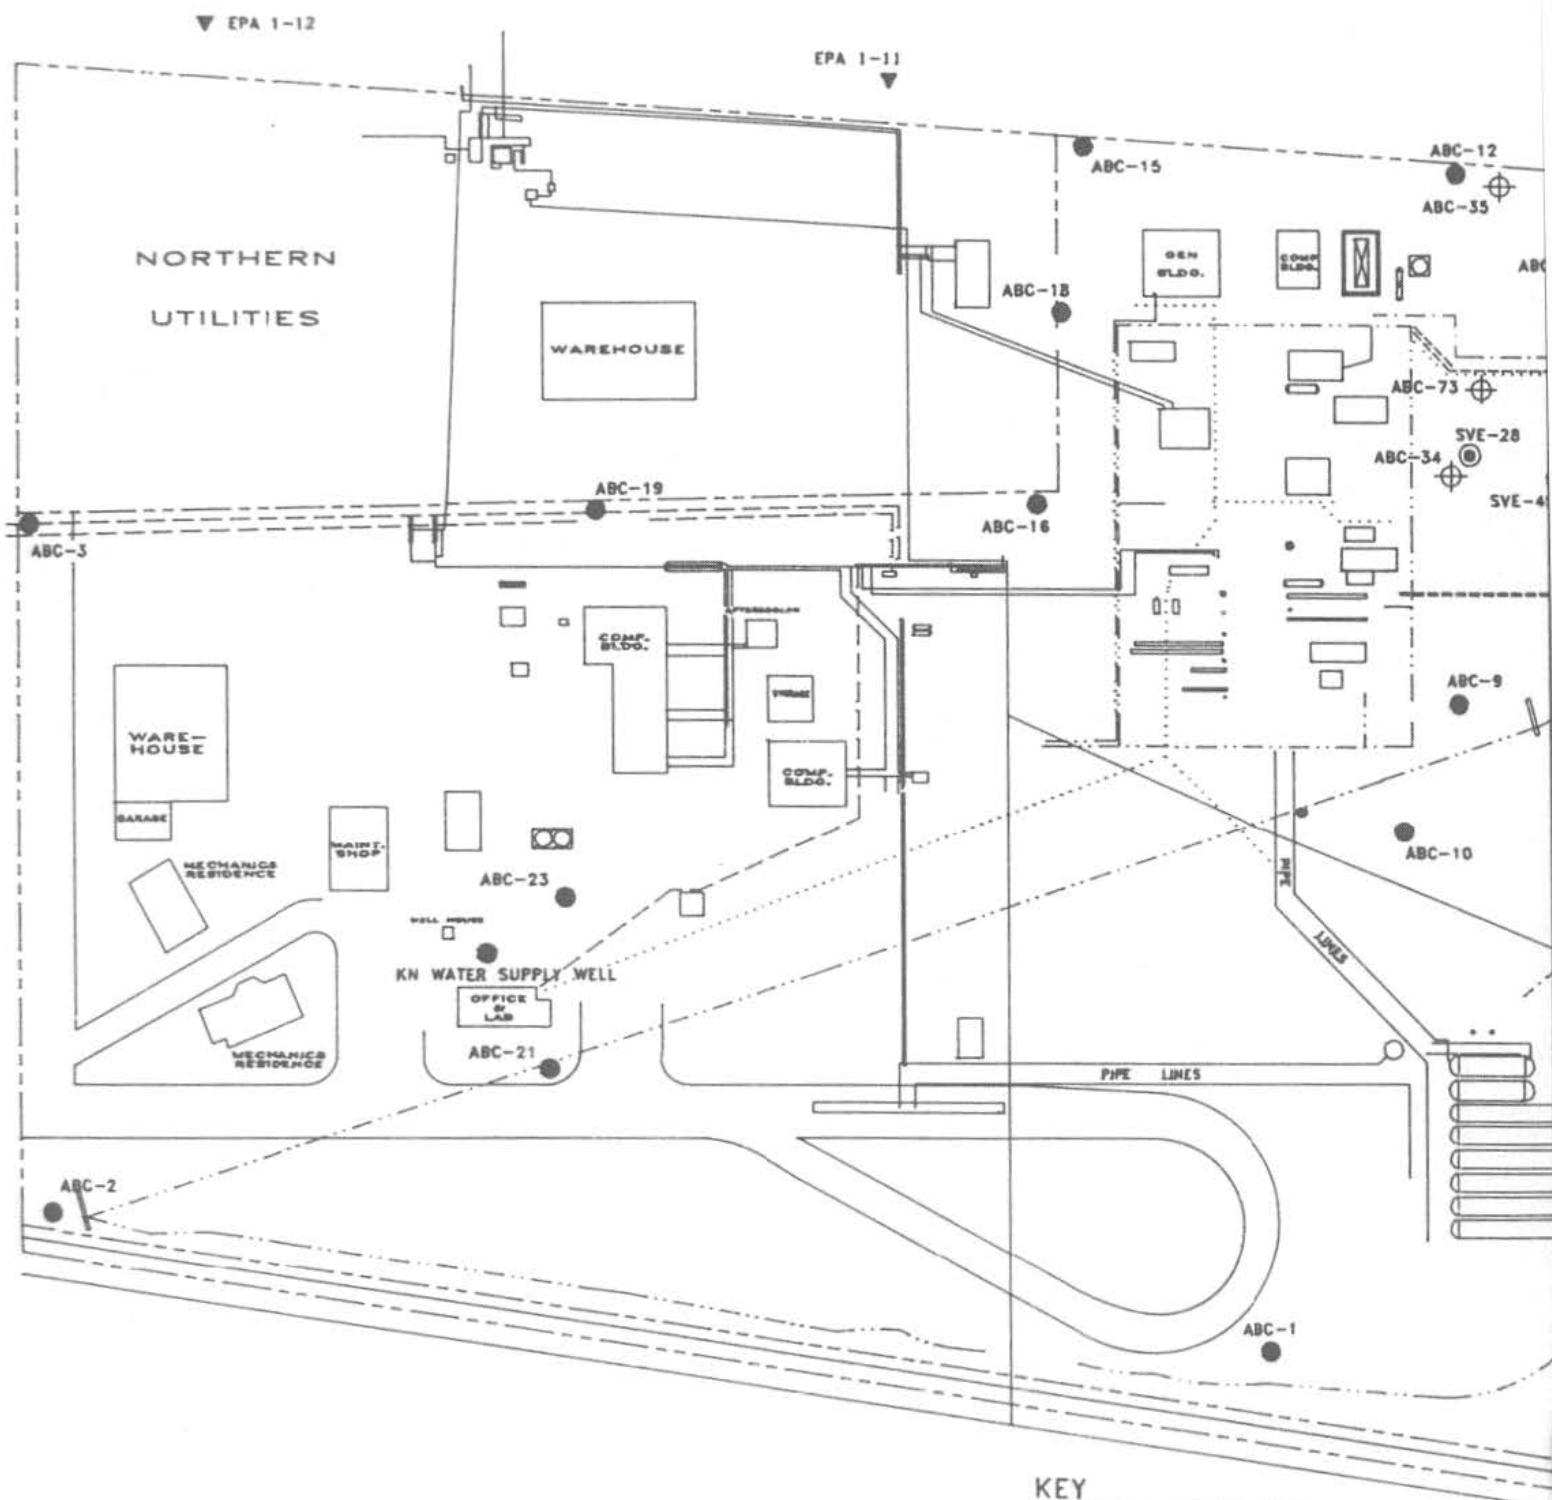 EPA 1-12
EPA 1-11
ABC-15
ABC-12
ABC-35
NORTHERN
UTILITIES
GEN
BLDG.
COMP
BLDG.
ABC-18
WAREHOUSE
ABC-73
SVE-28
ABC-34
ABC-19
ABC-16
ABC-3
AFTERCOOLER
COMP.
BLDG.
STORAGE
ABC-9
WARE-
HOUSE
COMP.
BLDG.
GARAGE
MAINT.
SHOP
MECHANICS
RESIDENCE
ABC-23
ABC-10
PIPE
LINES
WELL HOUSE
KN WATER SUPPLY WELL
OFFICE
&
LAB
ABC-21
MECHANICS
RESIDENCE
PIPE LINES
ABC-2
ABC-1
KEY